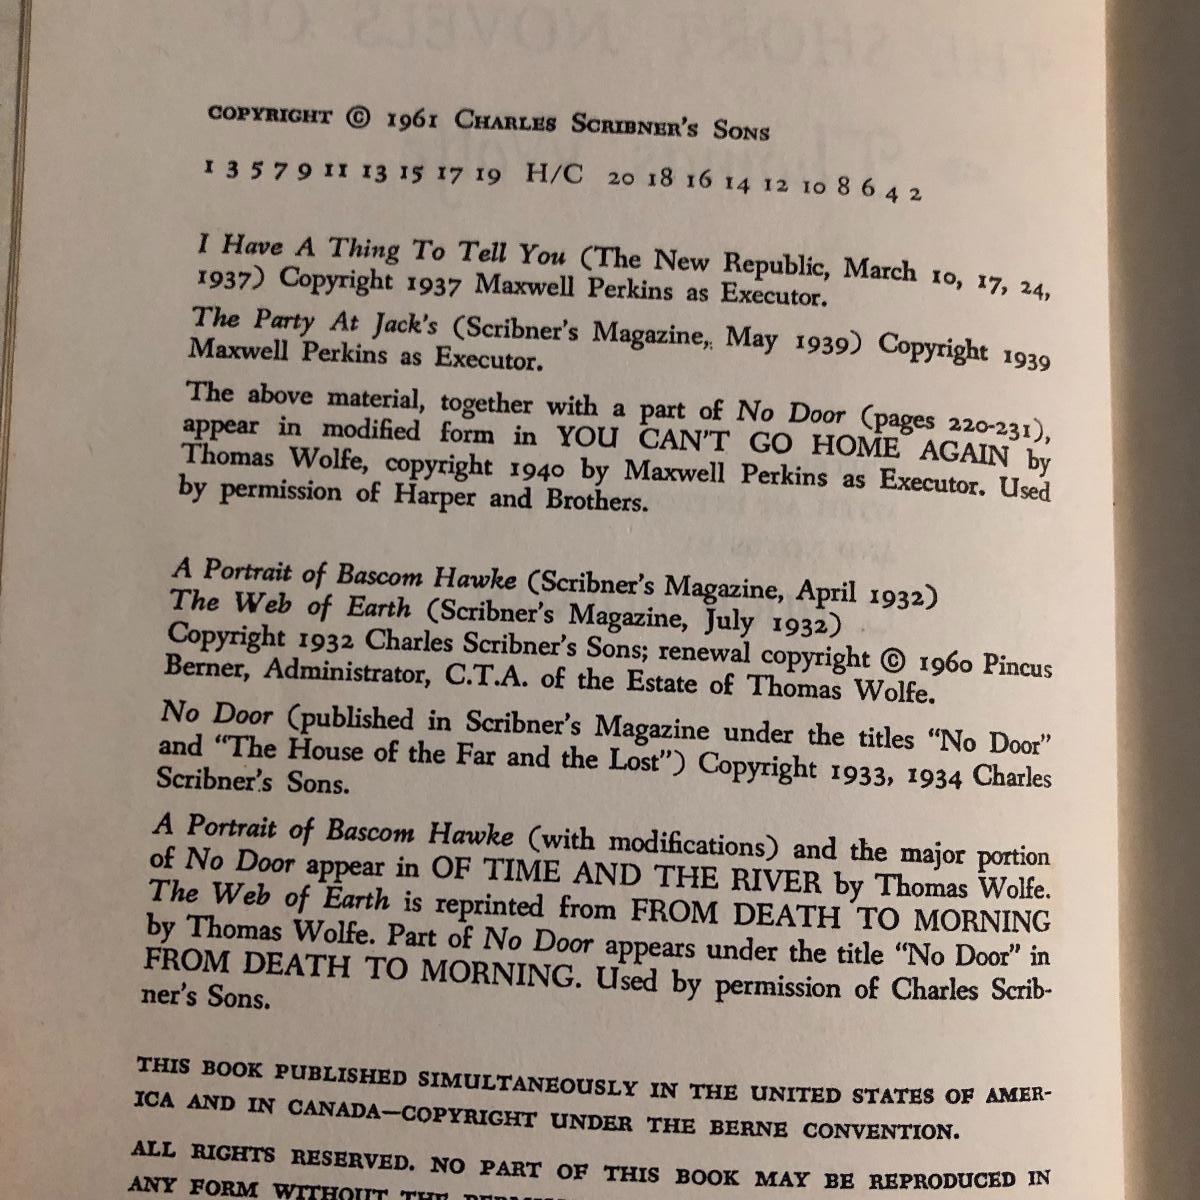 COPYRIGHT © 1961 CHARLES SCRIBNER'S SONS
1 3 5 7 9 11 13 15 17 19 H/C 20 18 16 14 12 10 8 6 4 2
I Have A Thing To Tell You (The New Republic, March 10, 17, 24,
1937) Copyright 1937 Maxwell Perkins as Executor.
The Party At Jack's (Scribner's Magazine, May 1939) Copyright 1939
Maxwell Perkins as Executor.
The above material, together with a part of No Door (pages 220-231),
appear in modified form in YOU CAN'T GO HOME AGAIN by
Thomas Wolfe, copyright 1940 by Maxwell Perkins as Executor. Used
by permission of Harper and Brothers.
A Portrait of Bascom Hawke (Scribner's Magazine, April 1932)
The Web of Earth (Scribner's Magazine, July 1932)
Copyright 1932 Charles Scribner's Sons; renewal copyright © 1960 Pincus
Berner, Administrator, C.T.A. of the Estate of Thomas Wolfe.
No Door (published in Scribner's Magazine under the titles “No Door”
and “The House of the Far and the Lost”) Copyright 1933, 1934 Charles
Scribner's Sons.
A Portrait of Bascom Hawke (with modifications) and the major portion
of No Door appear in OF TIME AND THE RIVER by Thomas Wolfe.
The Web of Earth is reprinted from FROM DEATH TO MORNING
by Thomas Wolfe. Part of No Door appears under the title “No Door” in
FROM DEATH TO MORNING. Used by permission of Charles Scrib-
ner's Sons.
THIS BOOK PUBLISHED SIMULTANEOUSLY IN THE UNITED STATES OF AMER-
ICA AND IN CANADA—COPYRIGHT UNDER THE BERNE CONVENTION.
ALL RIGHTS RESERVED. NO PART OF THIS BOOK MAY BE REPRODUCED IN
ANY FORM WITHOUT THE